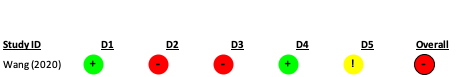 Study ID D1 D2 D3 D4 D5 Overall
Wang (2020) + - - + ! -